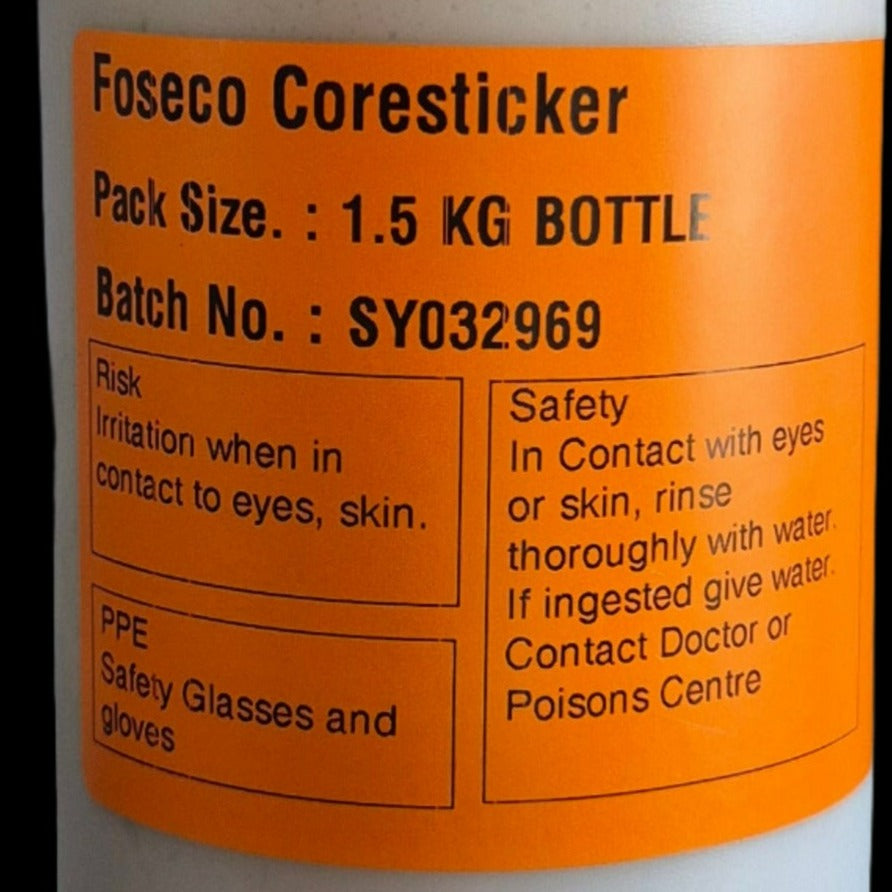 Foseco Coresticker
Pack Size. : 1.5 KG BOTTLE
Batch No. : SY032969
Risk
Irritation when in
contact to eyes, skin.
PPE
Safety Glasses and
gloves
Safety
In Contact with eyes
or skin, rinse
thoroughly with water.
If ingested give water.
Contact Doctor or
Poisons Centre